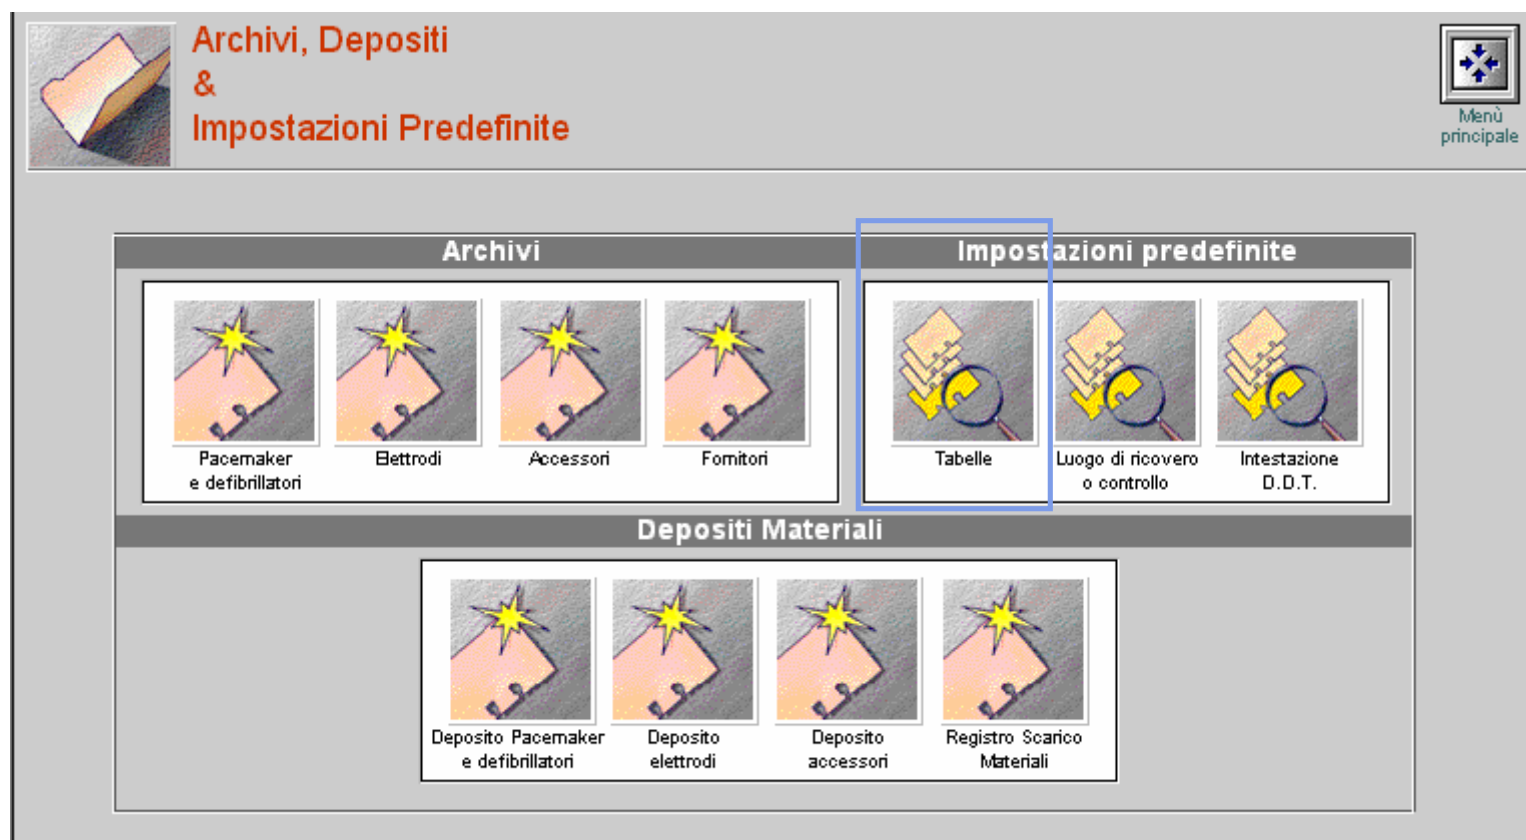 Archivi, Depositi
&
Impostazioni Predefinite
Menù
principale
Archivi
Impostazioni predefinite
Pacemaker
e defibrillatori
Elettrodi
Accessori
Fornitori
Tabelle
Luogo di ricovero
o controllo
Intestazione
D.D.T.
Depositi Materiali
Deposito Pacemaker
e defibrillatori
Deposito
elettrodi
Deposito
accessori
Registro Scarico
Materiali